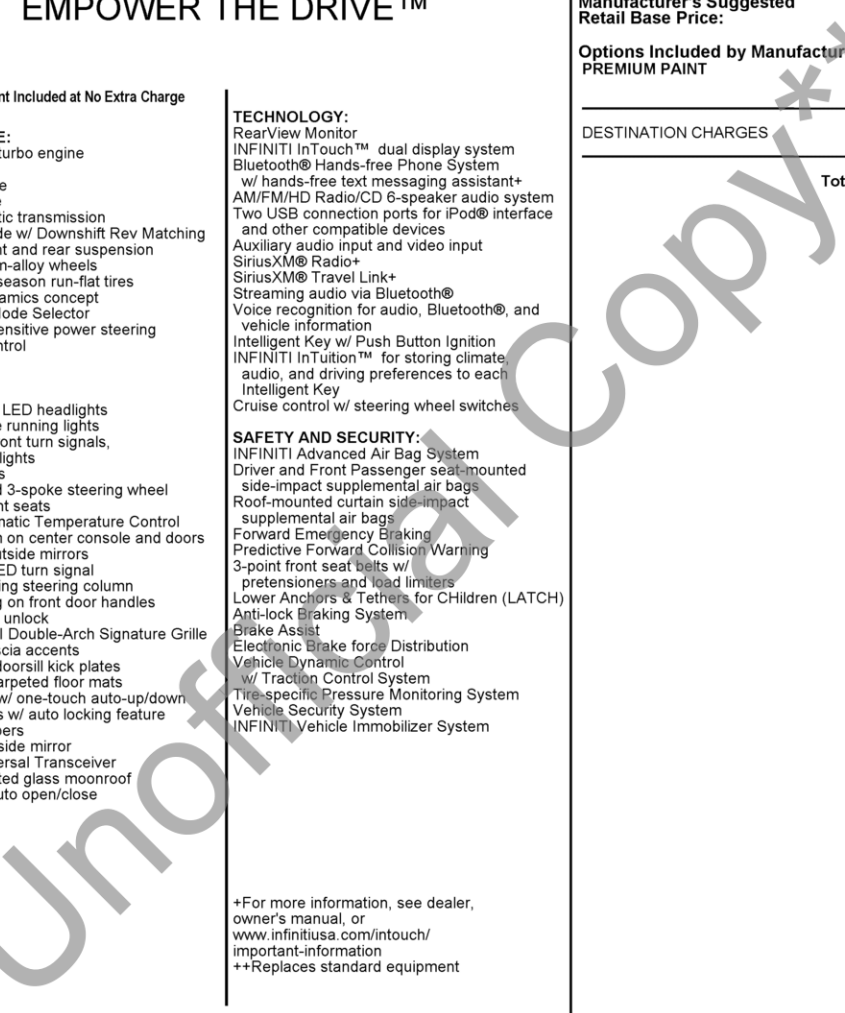 EMPOWER THE DRIVE™
nt Included at No Extra Charge
E:
turbo engine
e
e
tic transmission
de w/ Downshift Rev Matching
nt and rear suspension
m-alloy wheels
season run-flat tires
amics concept
Mode Selector
ensitive power steering
ntrol
LED headlights
e running lights
ont turn signals,
lights
s
d 3-spoke steering wheel
nt seats
matic Temperature Control
n on center console and doors
utside mirrors
ED turn signal
ing steering column
g on front door handles
unlock
l Double-Arch Signature Grille
scia accents
doorsill kick plates
arpeted floor mats
w/ one-touch auto-up/down
s w/ auto locking feature
pers
side mirror
ersal Transceiver
ted glass moonroof
uto open/close
TECHNOLOGY:
RearView Monitor
INFINITI InTouch™ dual display system
Bluetooth® Hands-free Phone System
w/ hands-free text messaging assistant+
AM/FM/HD Radio/CD 6-speaker audio system
Two USB connection ports for iPod® interface
and other compatible devices
Auxiliary audio input and video input
SiriusXM® Radio+
SiriusXM® Travel Link+
Streaming audio via Bluetooth®
Voice recognition for audio, Bluetooth®, and
vehicle information
Intelligent Key w/ Push Button Ignition
INFINITI InTuition™ for storing climate,
audio, and driving preferences to each
Intelligent Key
Cruise control w/ steering wheel switches
SAFETY AND SECURITY:
INFINITI Advanced Air Bag System
Driver and Front Passenger seat-mounted
side-impact supplemental air bags
Roof-mounted curtain side-impact
supplemental air bags
Forward Emergency Braking
Predictive Forward Collision Warning
3-point front seat belts w/
pretensioners and load limiters
Lower Anchors & Tethers for CHildren (LATCH)
Anti-lock Braking System
Brake Assist
Electronic Brake force Distribution
Vehicle Dynamic Control
w/ Traction Control System
Tire-specific Pressure Monitoring System
Vehicle Security System
INFINITI Vehicle Immobilizer System
+For more information, see dealer,
owner's manual, or
www.infinitiusa.com/intouch/
important-information
++Replaces standard equipment
Manufacturer's Suggested
Retail Base Price:
Options Included by Manufactur
PREMIUM PAINT
DESTINATION CHARGES
Tot
Unofficial Copy**